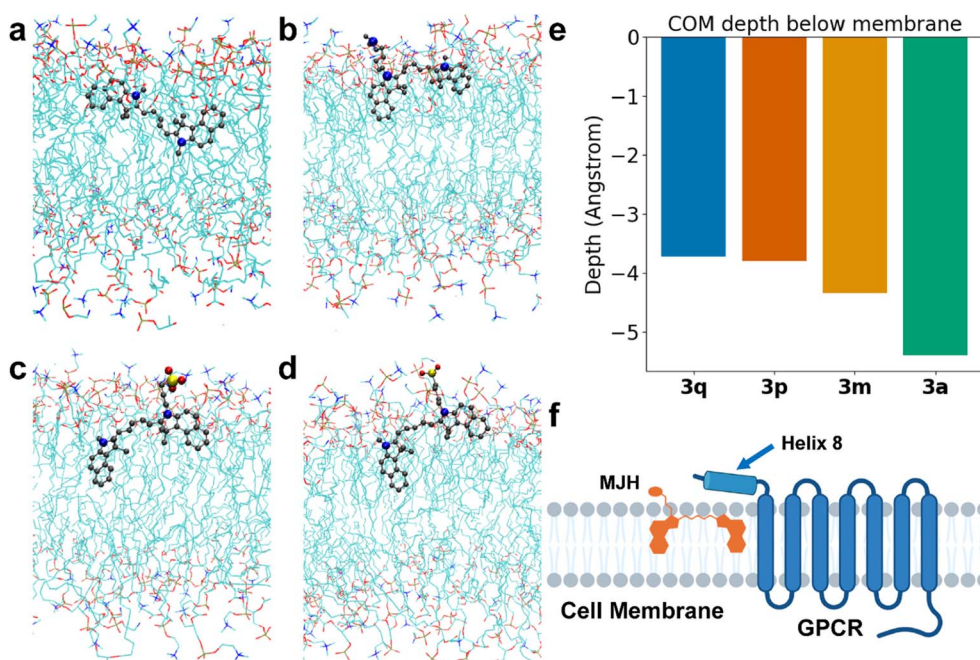 a
b
e
COM depth below membrane
0
−1
−2
−3
−4
−5
Depth (Angstrom)
3q 3p 3m 3a
c
d
f
Helix 8
MJH
Cell Membrane
GPCR